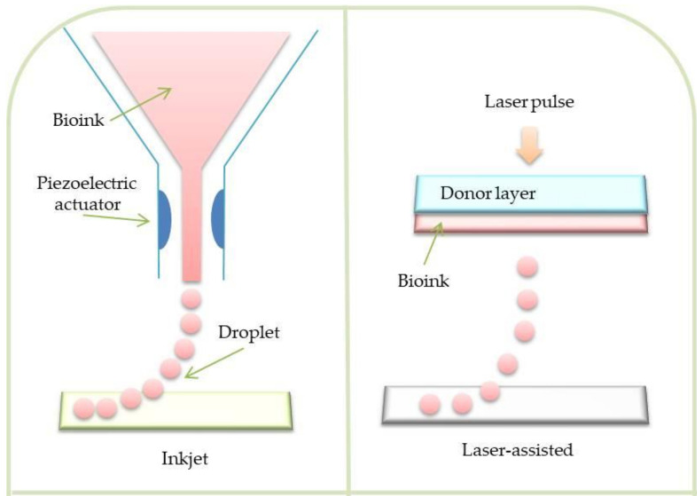 Bioink
Piezoelectric
actuator
Droplet
Inkjet
Laser pulse
Donor layer
Bioink
Laser-assisted